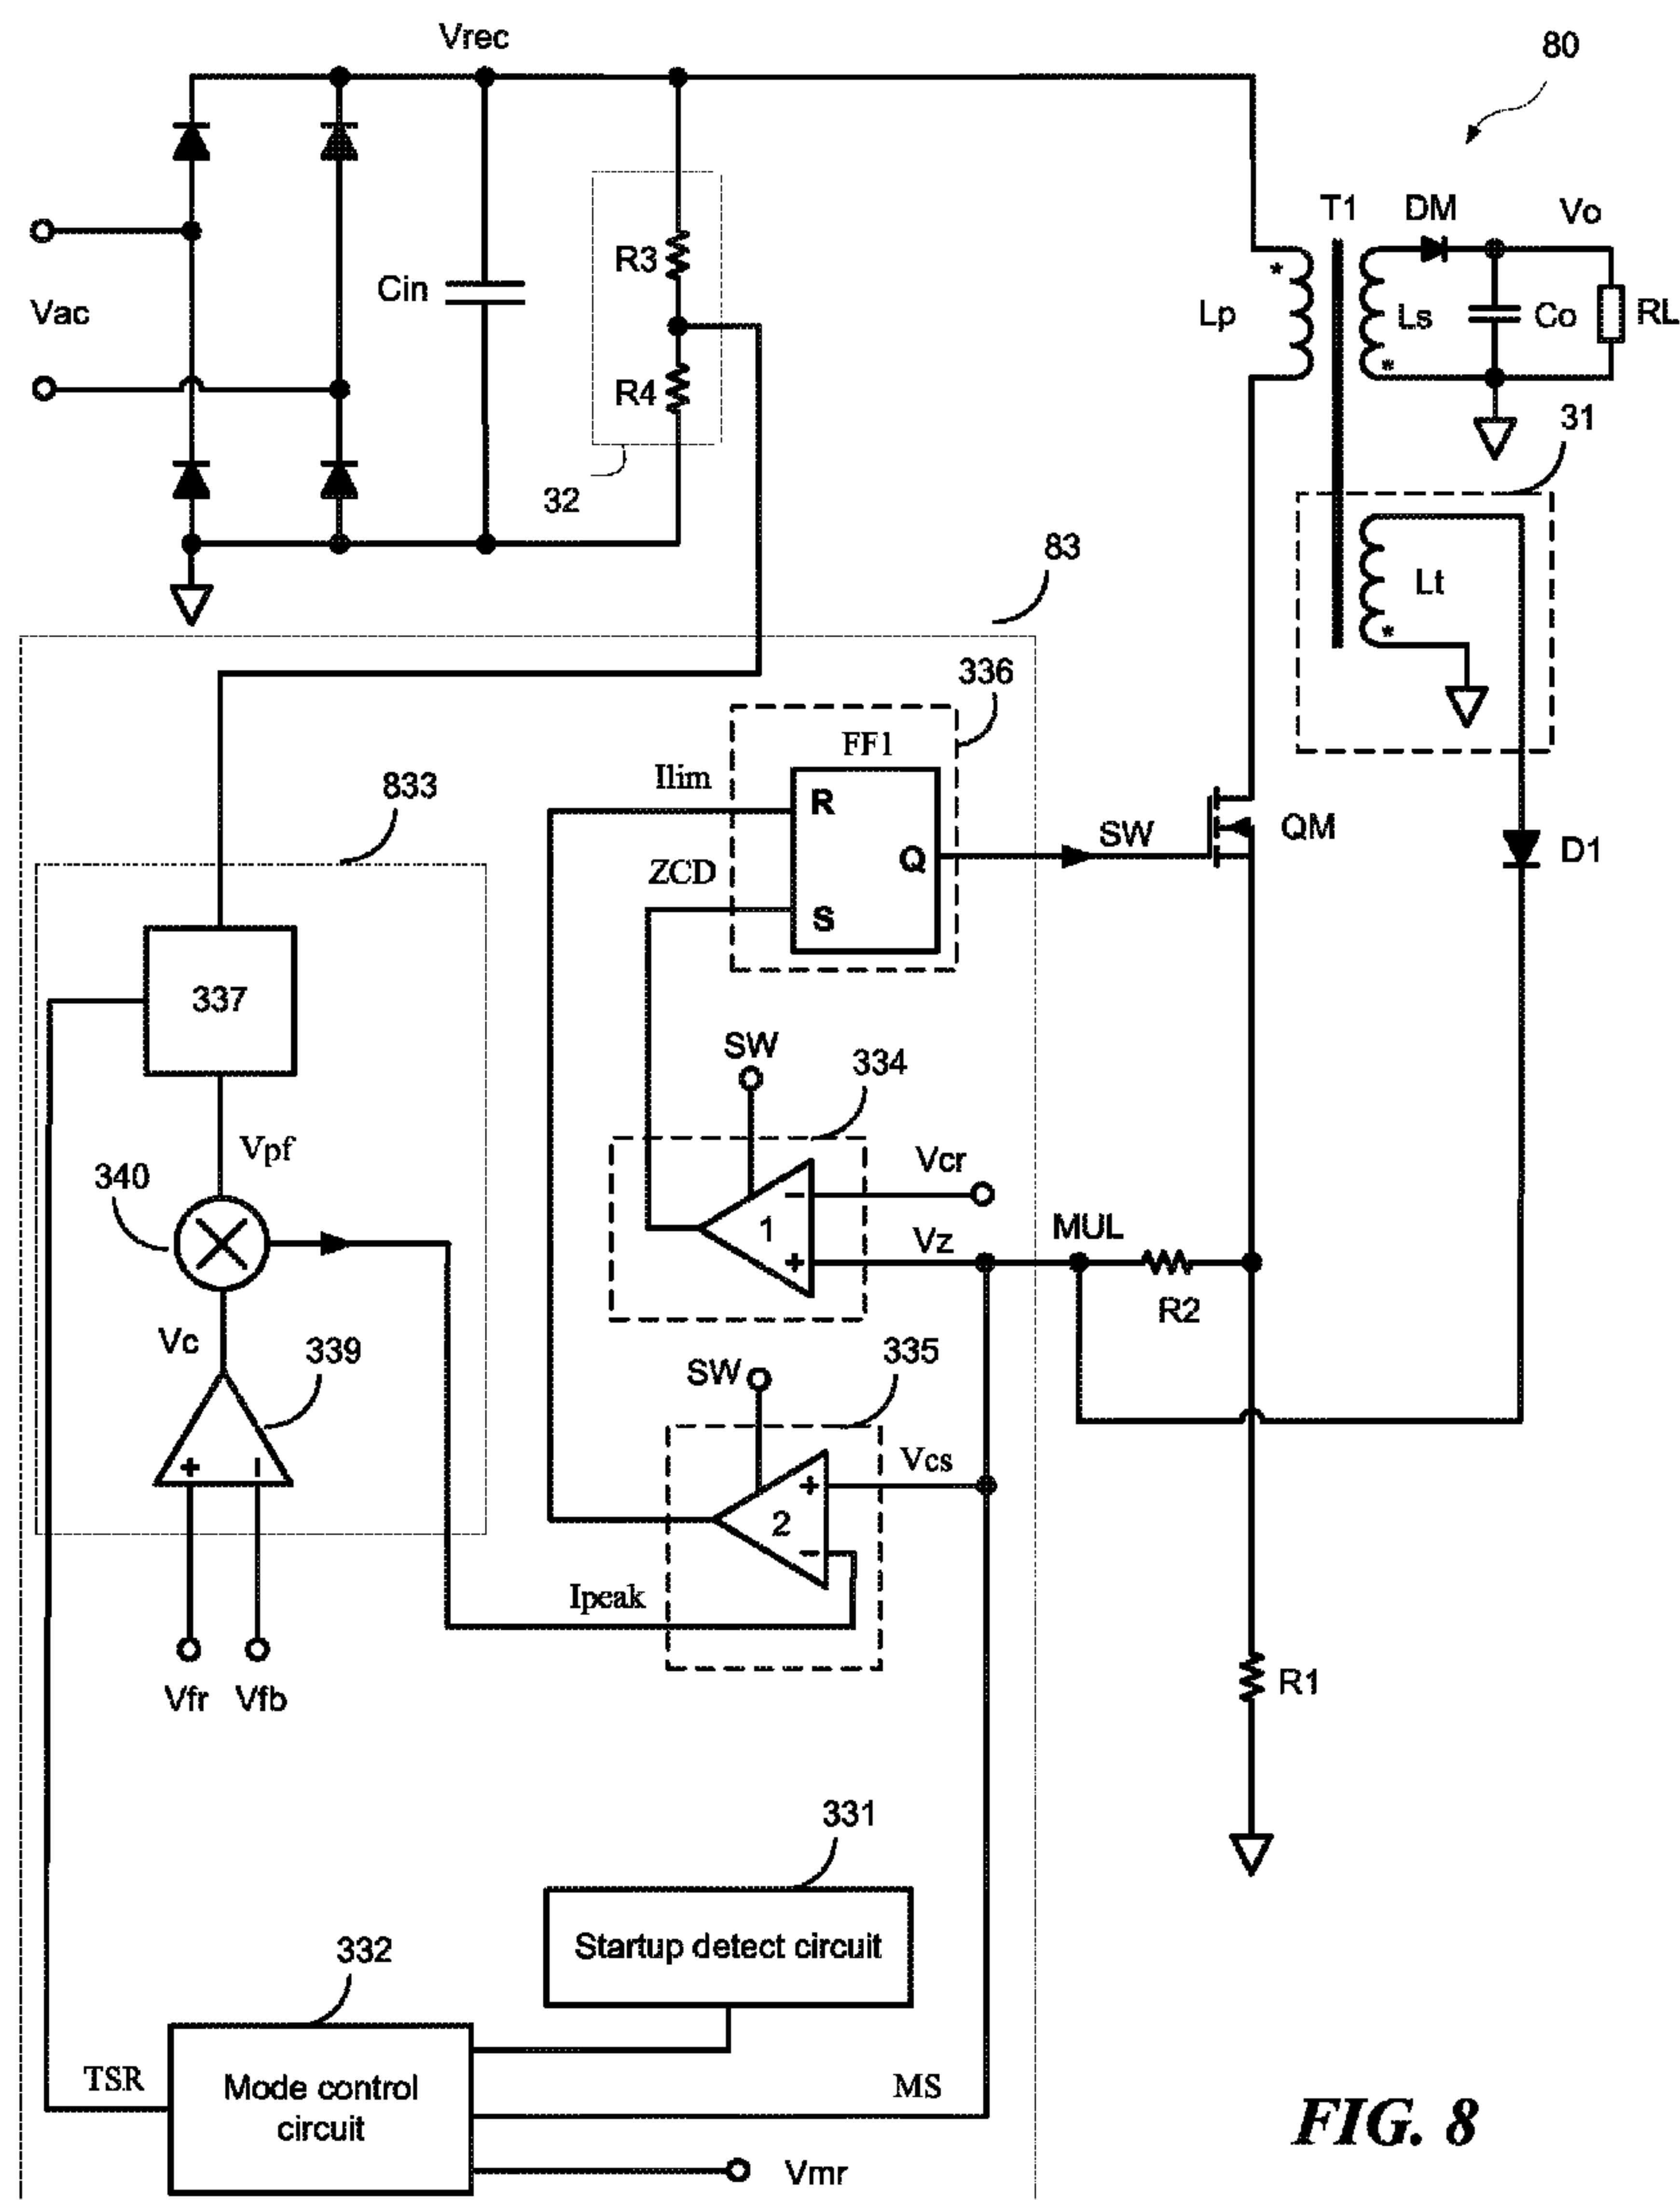 Vrec
80
T1
DM
Vo
R3
Cin
Vac
Lp
*
Ls
Co
RL
*
R4
31
32
83
Lt
*
336
FF1
Ilim
R
833
SW
QM
D1
Q
ZCD
S
337
SW
334
Vpf
Vcr
340
−
1
Vz
MUL
+
R2
Vc
339
SW
335
Vcs
+
+
−
2
−
Ipeak
R1
Vfr
Vfb
331
Startup detect circuit
332
TSR
Mode control
circuit
MS
Vmr
FIG. 8